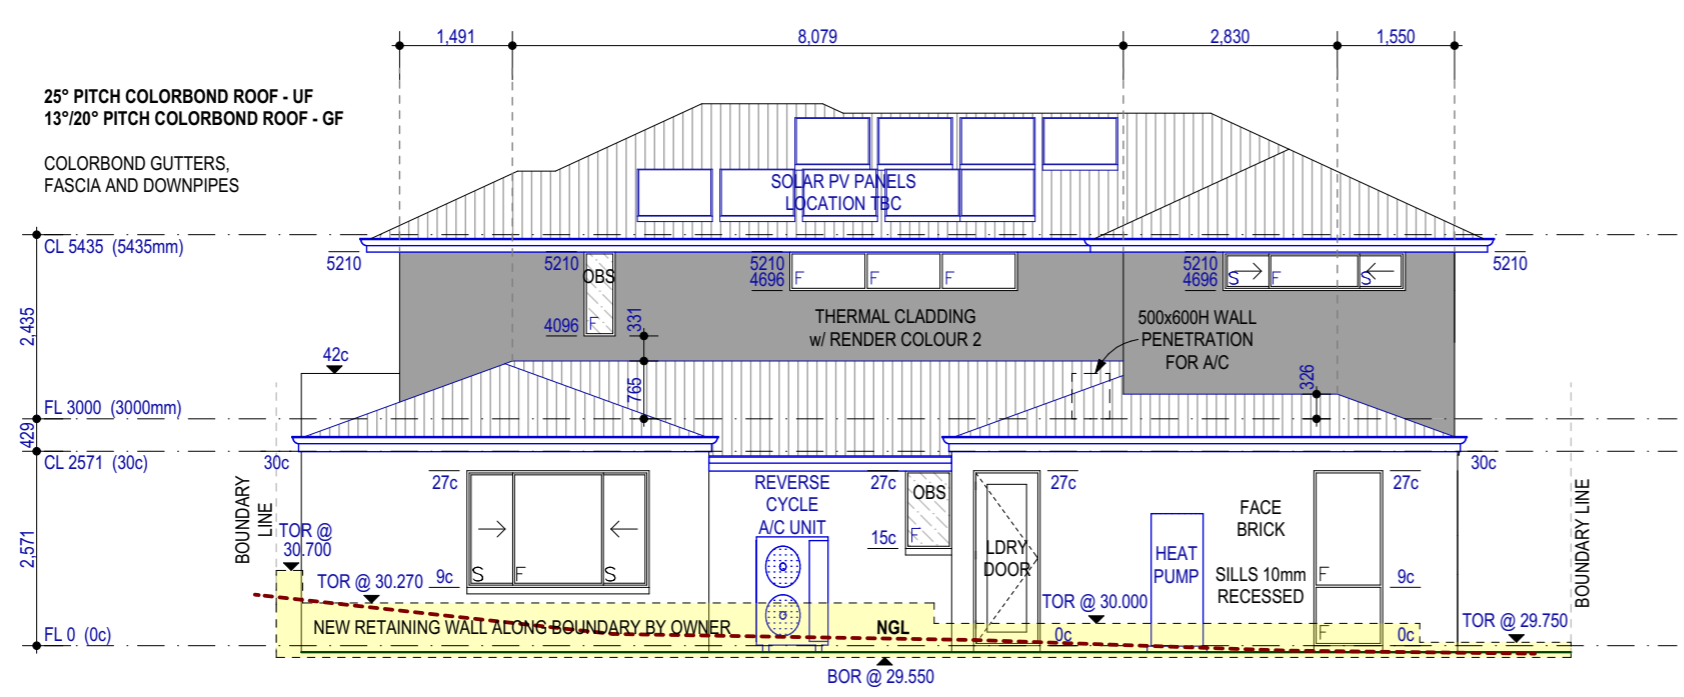 1,491
8,079
2,830
1,550
25° PITCH COLORBOND ROOF - UF
13°/20° PITCH COLORBOND ROOF - GF
COLORBOND GUTTERS,
FASCIA AND DOWNPIPES
SOLAR PV PANELS
LOCATION TBC
CL 5435 (5435mm)
5210
5210
OBS
F
4096
5210
4696
F
F
F
5210
4696
S
F
S
5210
2,435
331
THERMAL CLADDING
w/ RENDER COLOUR 2
500x600H WALL
PENETRATION
FOR A/C
42c
765
326
FL 3000 (3000mm)
429
CL 2571 (30c)
30c
30c
BOUNDARY
LINE
27c
REVERSE
CYCLE
A/C UNIT
27c
OBS
F
15c
27c
27c
FACE
BRICK
BOUNDARY LINE
2,571
TOR @
30.700
TOR @ 30.270
9c
S
F
S
LDRY
DOOR
HEAT
PUMP
SILLS 10mm
RECESSED
F
9c
TOR @ 30.000
TOR @ 29.750
FL 0 (0c)
NEW RETAINING WALL ALONG BOUNDARY BY OWNER
NGL
0c
F
0c
BOR @ 29.550